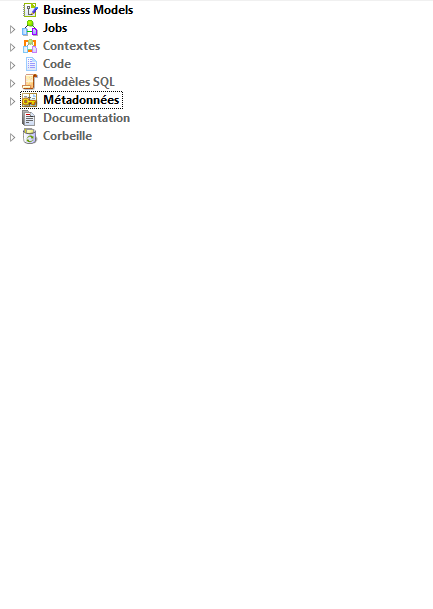 Business Models
Jobs
Contextes
Code
Modèles SQL
Métadonnées
Documentation
Corbeille